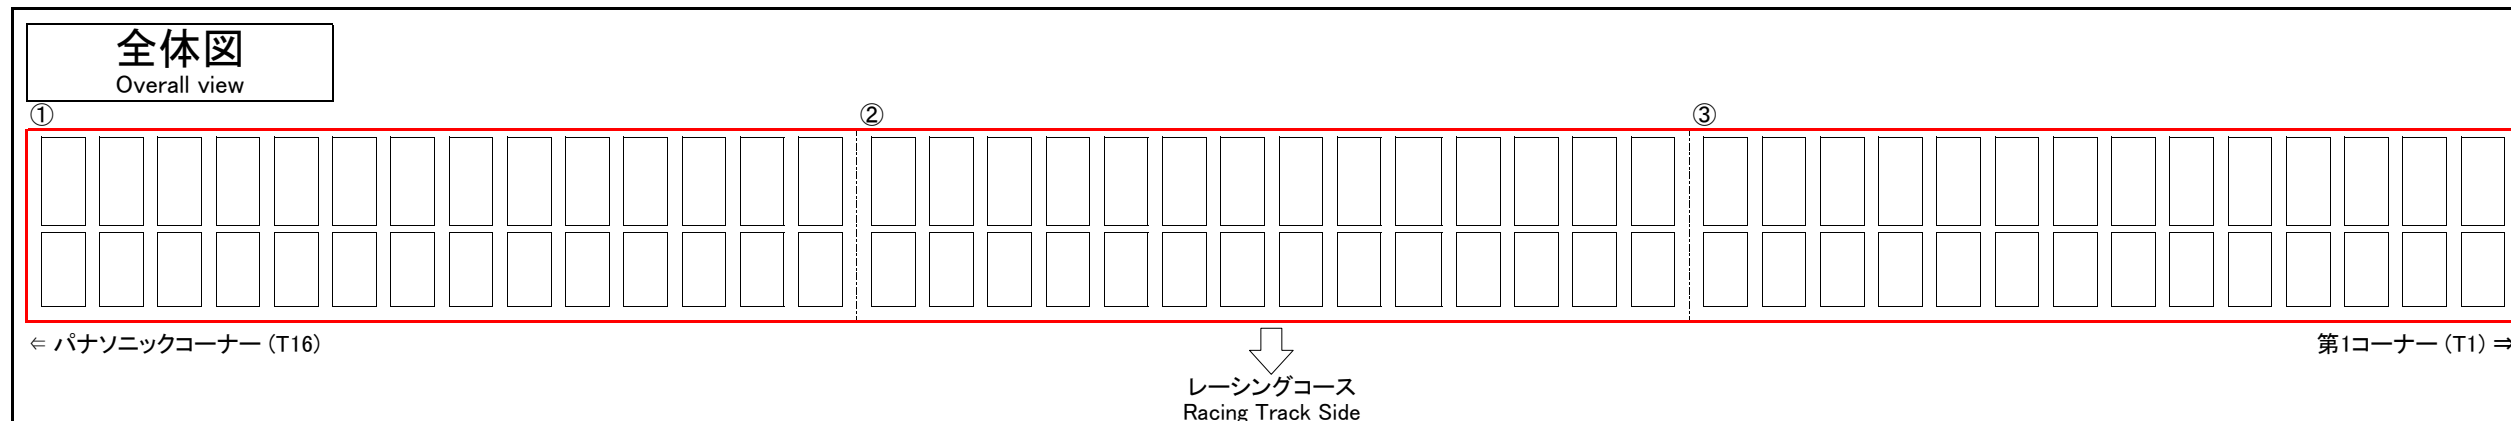 全体図
Overall view
① ② ③
⇐ パナソニックコーナー (T16)
第1コーナー (T1) ⇒
レーシングコース
Racing Track Side